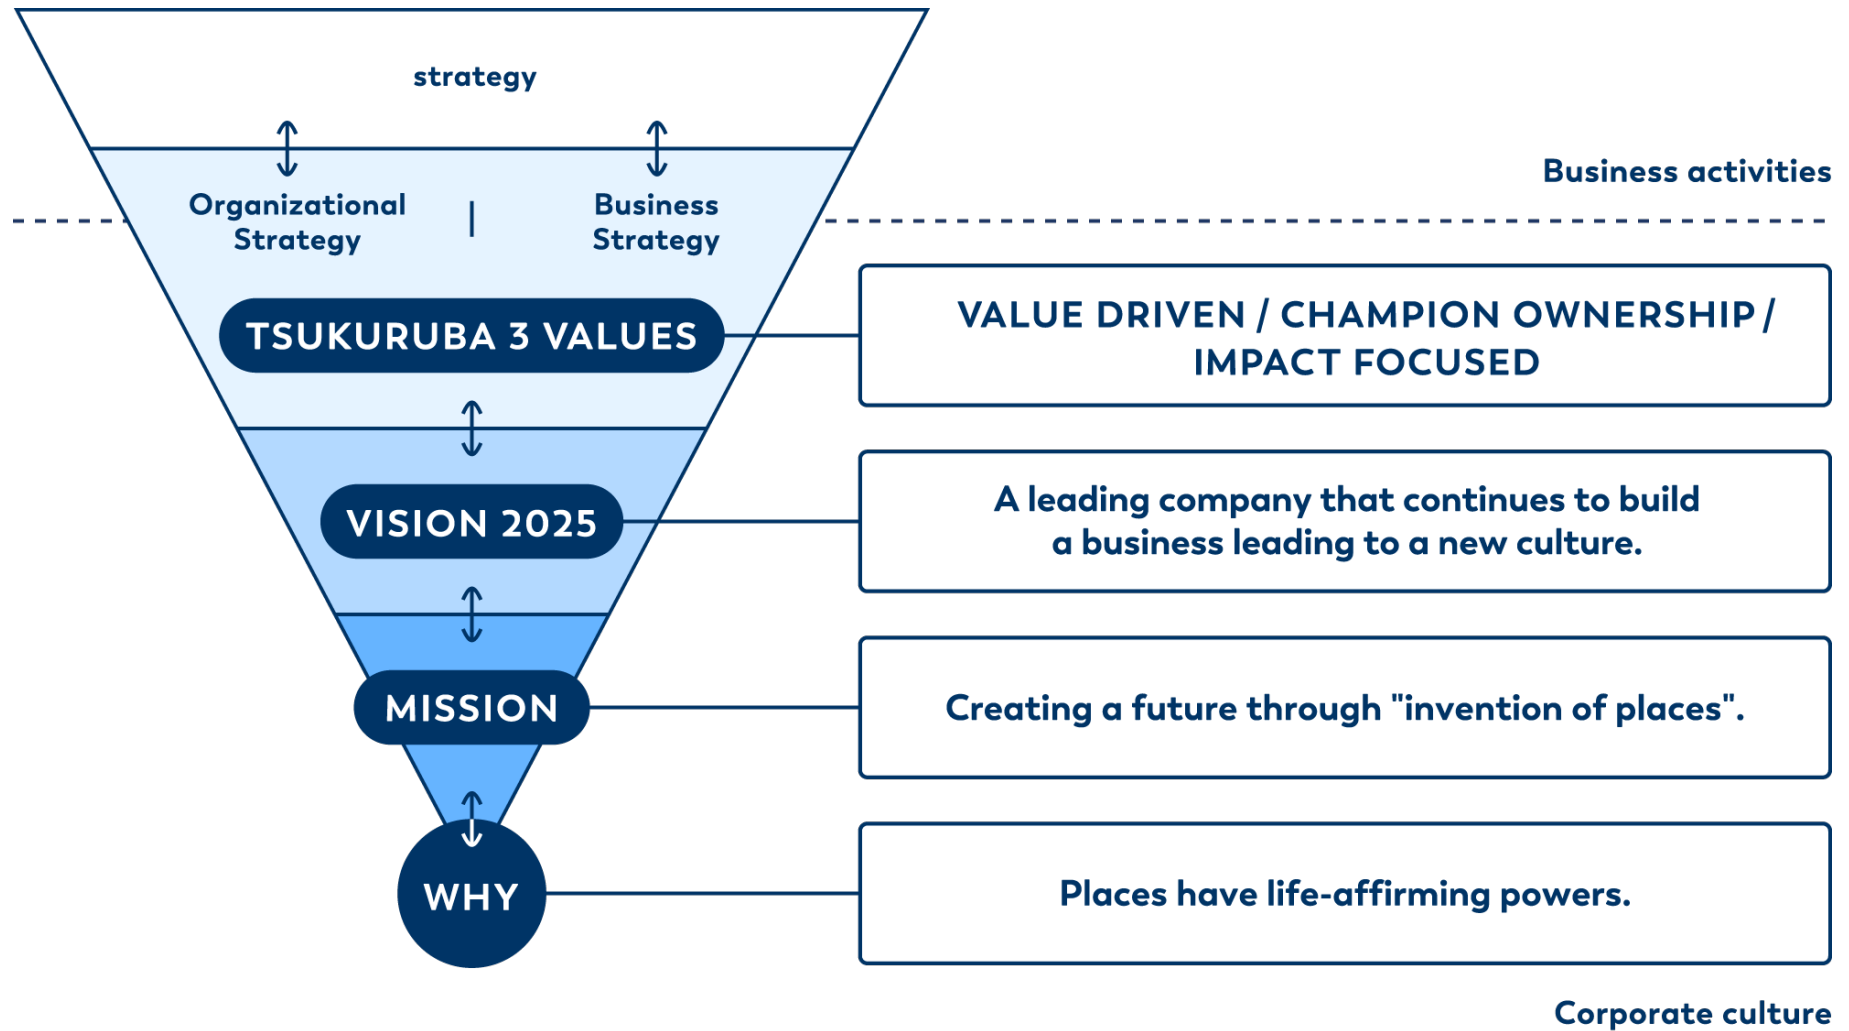 strategy
Organizational
Strategy
|
Business
Strategy
Business activities
TSUKURUBA 3 VALUES
VALUE DRIVEN / CHAMPION OWNERSHIP /
IMPACT FOCUSED
VISION 2025
A leading company that continues to build
a business leading to a new culture.
MISSION
Creating a future through "invention of places".
WHY
Places have life-affirming powers.
Corporate culture